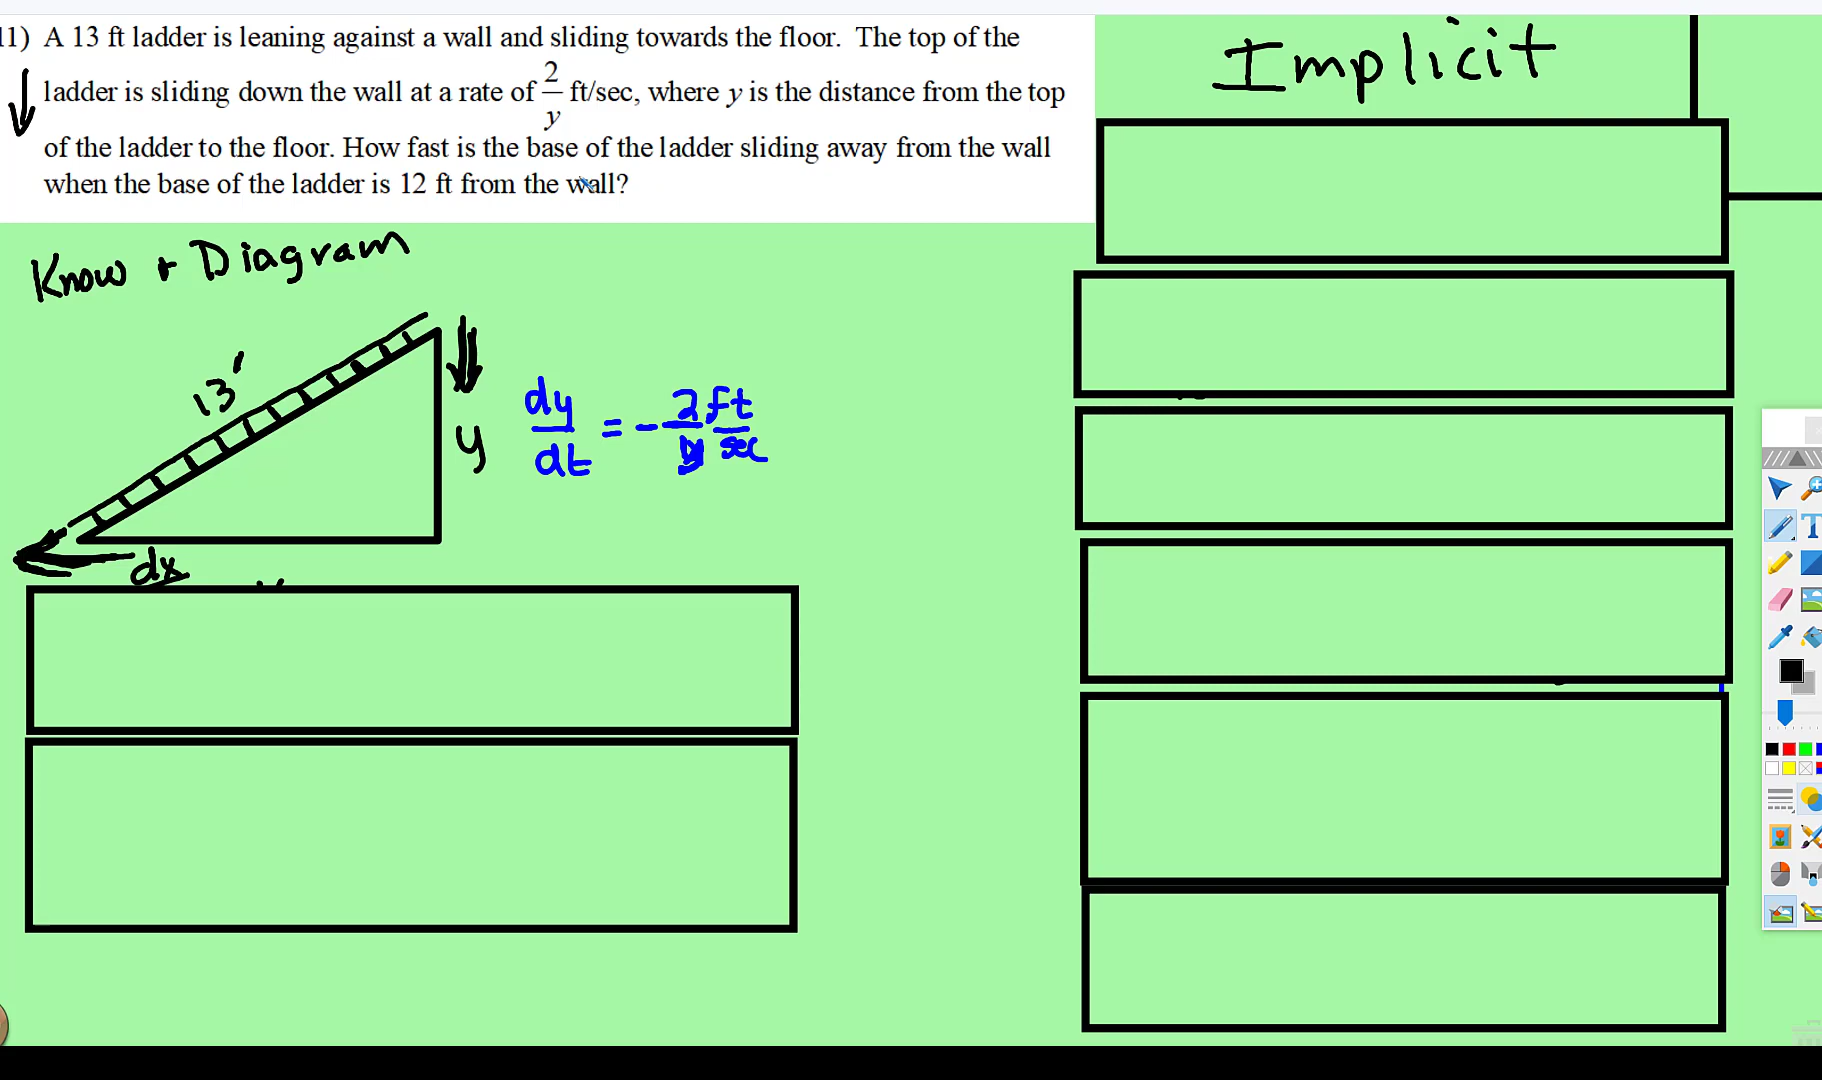 11) A 13 ft ladder is leaning against a wall and sliding towards the floor. The top of the
ladder is sliding down the wall at a rate of 2/y ft/sec, where y is the distance from the top
of the ladder to the floor. How fast is the base of the ladder sliding away from the wall
when the base of the ladder is 12 ft from the wall?
Implicit
Know + Diagram
13'
y
dy/dt = - 2/y ft/sec
dx